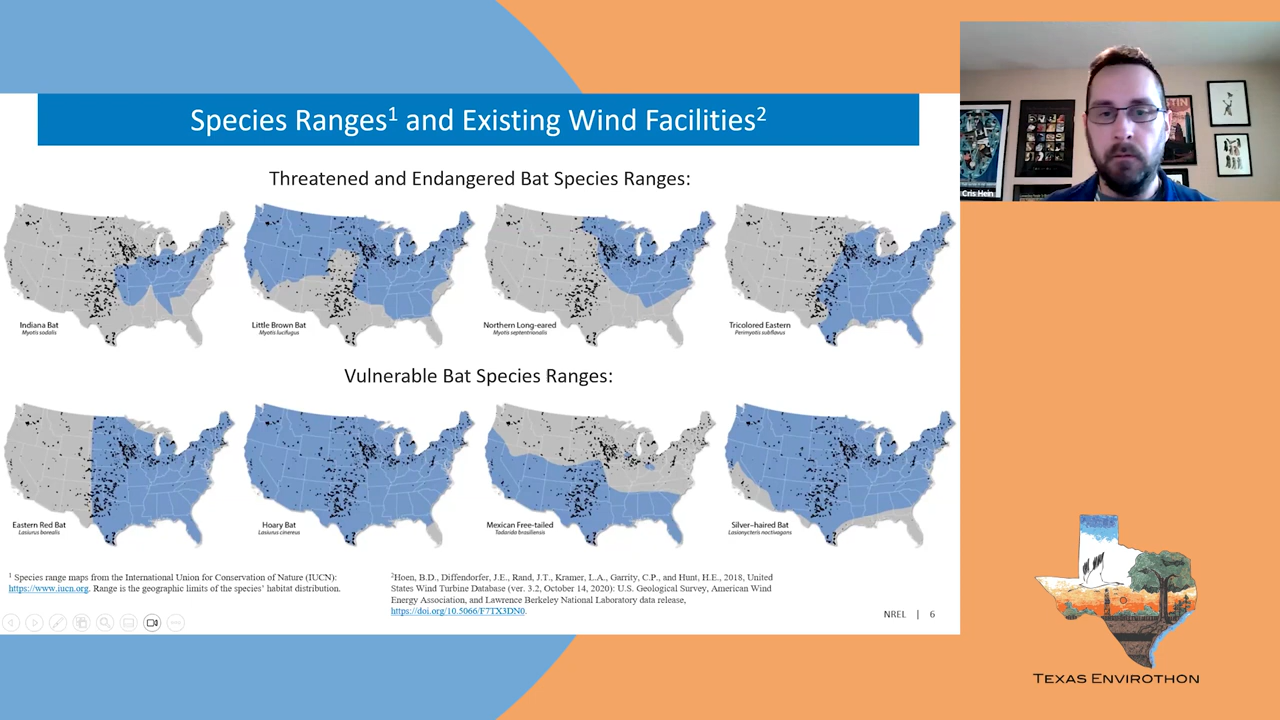 Species Ranges1 and Existing Wind Facilities2
Threatened and Endangered Bat Species Ranges:
Indiana Bat
Myotis sodalis
Little Brown Bat
Myotis lucifugus
Northern Long-eared
Myotis septentrionalis
Tricolored Eastern
Perimyotis subflavus
Vulnerable Bat Species Ranges:
Eastern Red Bat
Lasiurus borealis
Hoary Bat
Lasiurus cinereus
Mexican Free-tailed
Tadarida brasiliensis
Silver-haired Bat
Lasionycteris noctivagans
1 Species range maps from the International Union for Conservation of Nature (IUCN):
https://www.iucn.org. Range is the geographic limits of the species' habitat distribution.
2Hoen, B.D., Diffendorfer, J.E., Rand, J.T., Kramer, L.A., Garrity, C.P., and Hunt, H.E., 2018, United
States Wind Turbine Database (ver. 3.2, October 14, 2020): U.S. Geological Survey, American Wind
Energy Association, and Lawrence Berkeley National Laboratory data release,
https://doi.org/10.5066/F7TX3DN0.
NREL | 6
Cris Hein
TEXAS ENVIROTHON